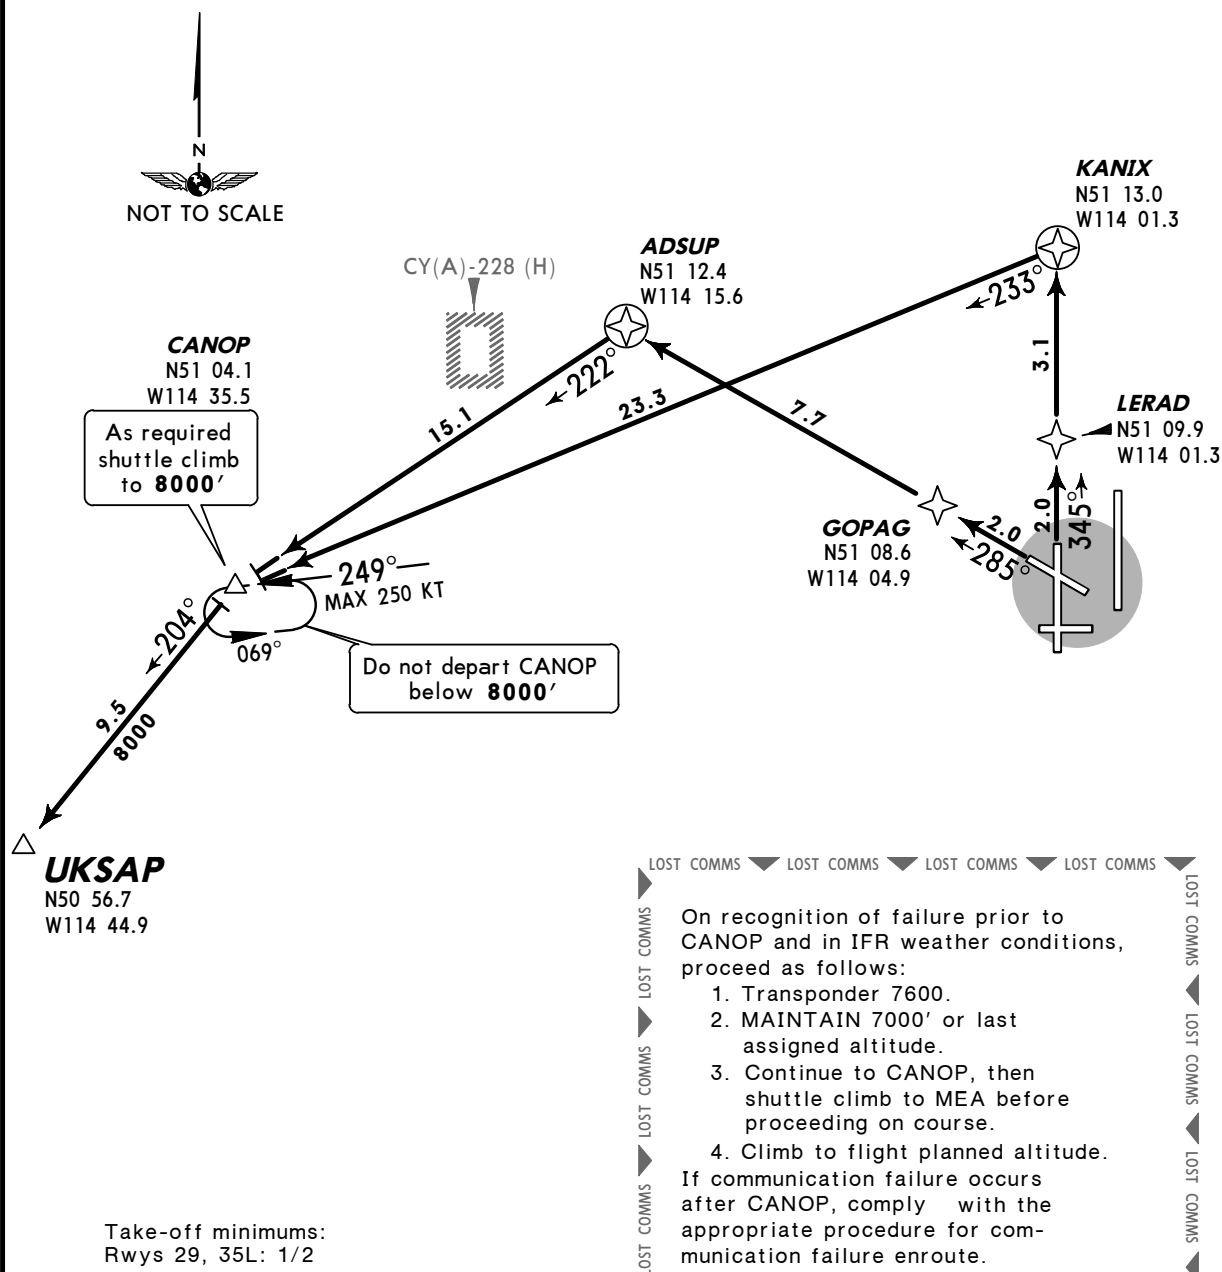 N
NOT TO SCALE
KANIX
N51 13.0
W114 01.3
ADSUP
N51 12.4
W114 15.6
CY(A)-228 (H)
233°
CANOP
N51 04.1
W114 35.5
222°
3.1
As required
shuttle climb
to 8000'
15.1
23.3
7.7
LERAD
N51 09.9
W114 01.3
GOPAG
N51 08.6
W114 04.9
2.0
285°
2.0
345°
249°
MAX 250 KT
204°
069°
Do not depart CANOP
below 8000'
9.5
8000
UKSAP
N50 56.7
W114 44.9
LOST COMMS LOST COMMS LOST COMMS LOST COMMS
LOST COMMS
LOST COMMS
LOST COMMS
LOST COMMS
LOST COMMS
LOST COMMS
On recognition of failure prior to
CANOP and in IFR weather conditions,
proceed as follows:
1. Transponder 7600.
2. MAINTAIN 7000' or last
assigned altitude.
3. Continue to CANOP, then
shuttle climb to MEA before
proceeding on course.
4. Climb to flight planned altitude.
If communication failure occurs
after CANOP, comply with the
appropriate procedure for com-
munication failure enroute.
Take-off minimums:
Rwys 29, 35L: 1/2